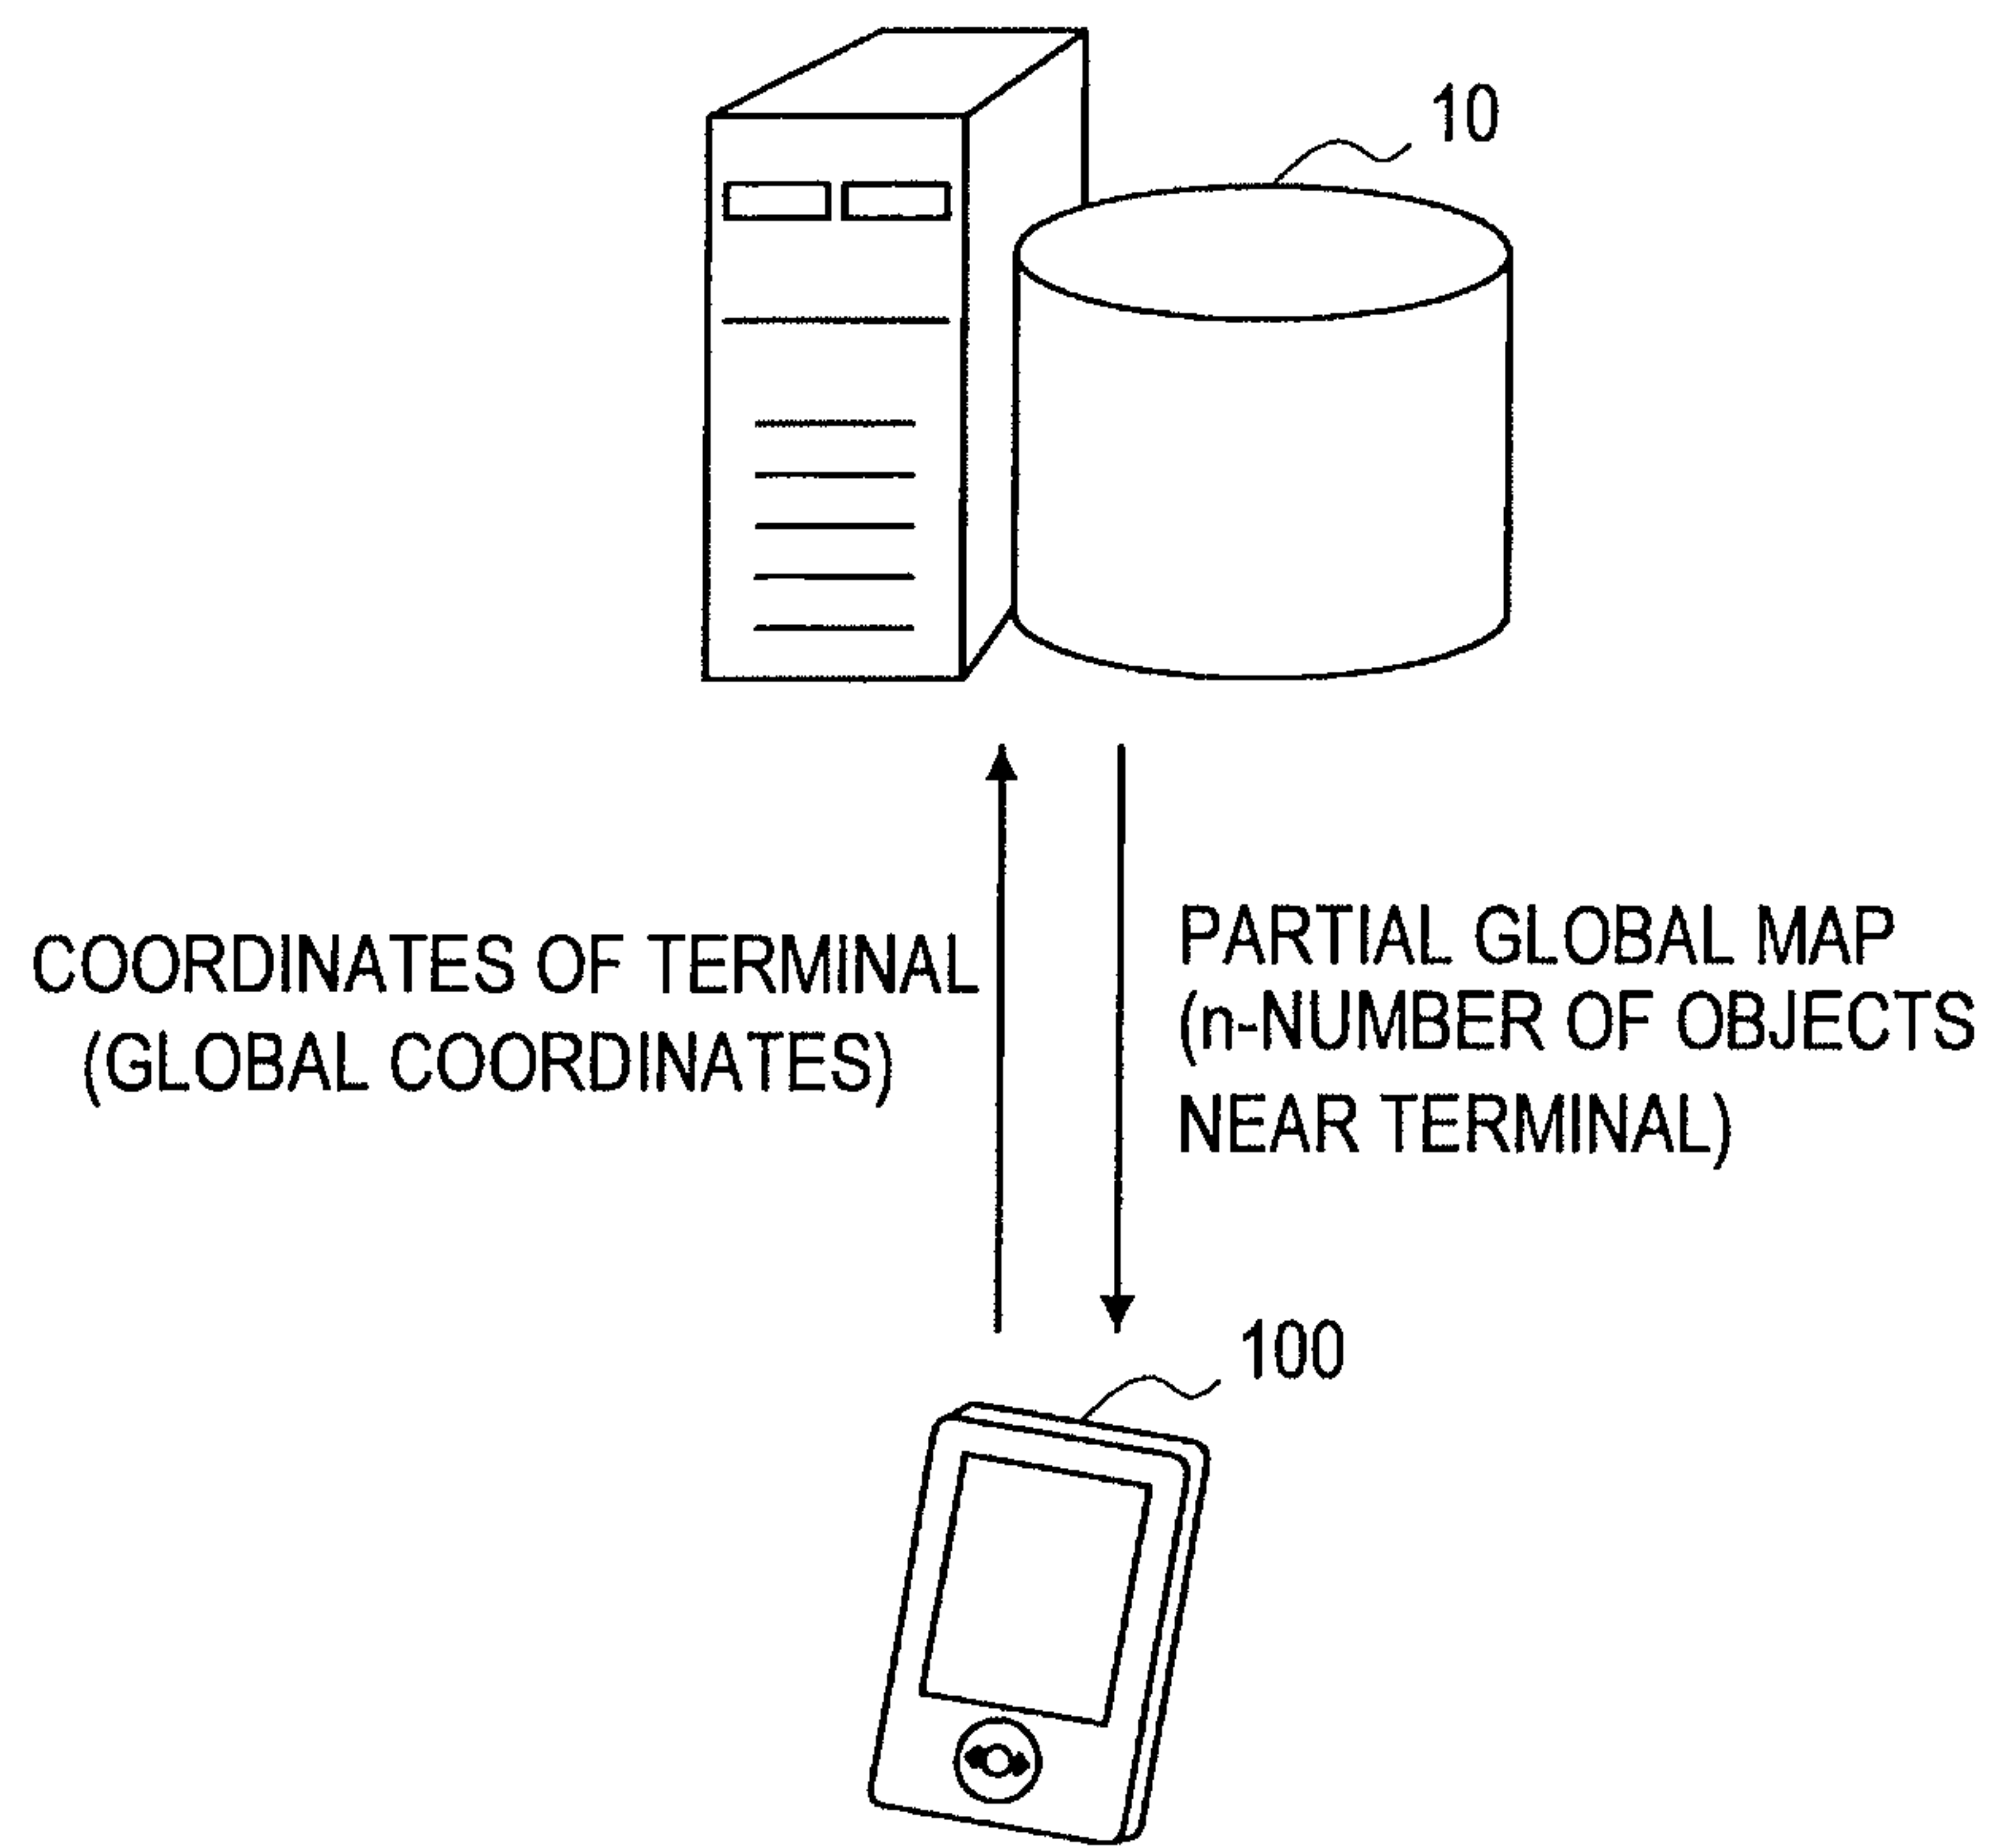 10
COORDINATES OF TERMINAL
(GLOBAL COORDINATES)
PARTIAL GLOBAL MAP
(n-NUMBER OF OBJECTS
NEAR TERMINAL)
100